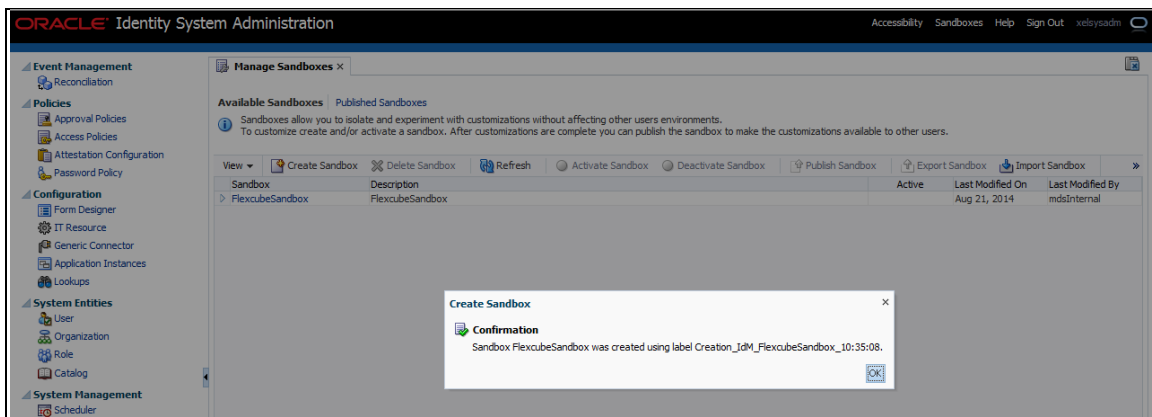 ORACLE® Identity System Administration
Accessibility Sandboxes Help Sign Out xelsysadm
Event Management
Reconciliation
Policies
Approval Policies
Access Policies
Attestation Configuration
Password Policy
Configuration
Form Designer
IT Resource
Generic Connector
Application Instances
Lookups
System Entities
User
Organization
Role
Catalog
System Management
Scheduler
Manage Sandboxes ×
Available Sandboxes Published Sandboxes
Sandboxes allow you to isolate and experiment with customizations without affecting other users environments.
To customize create and/or activate a sandbox. After customizations are complete you can publish the sandbox to make the customizations available to other users.
View Create Sandbox Delete Sandbox Refresh Activate Sandbox Deactivate Sandbox Publish Sandbox Export Sandbox Import Sandbox »
Sandbox Description Active Last Modified On Last Modified By
FlexcubeSandbox FlexcubeSandbox Aug 21, 2014 mdsInternal
Create Sandbox ×
Confirmation
Sandbox FlexcubeSandbox was created using label Creation_IdM_FlexcubeSandbox_10:35:08.
OK